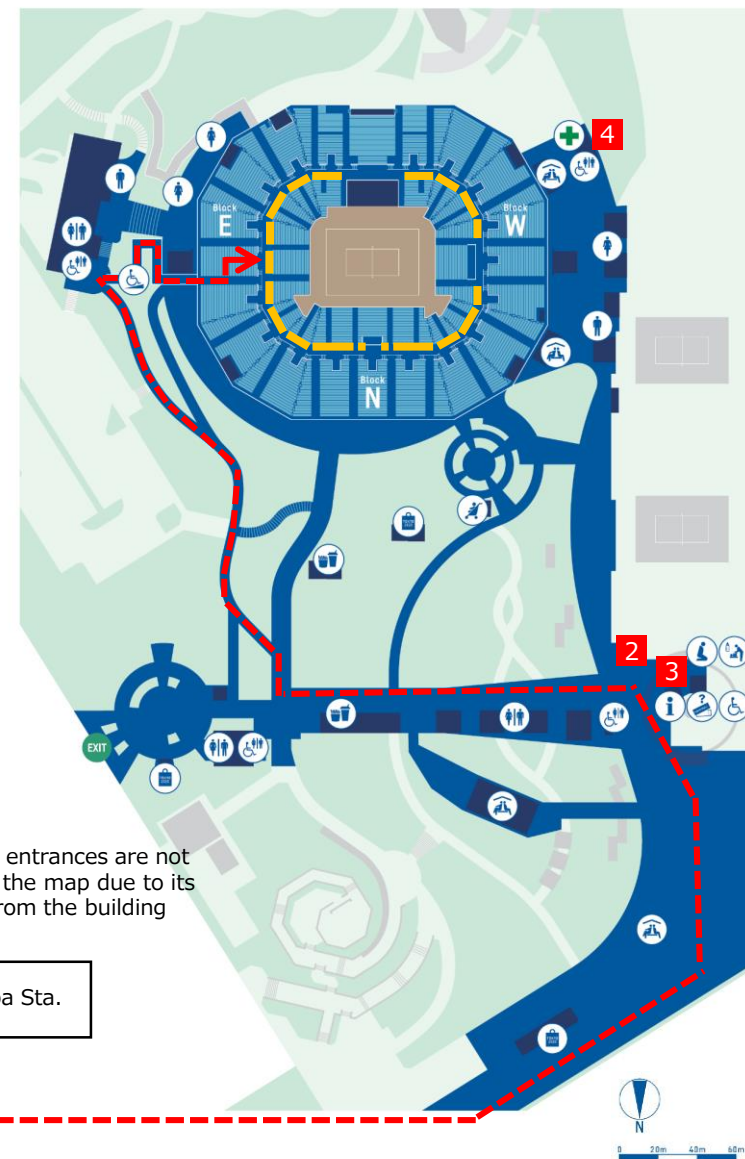 4
Block
E
Block
W
Block
N
2
3
i
?
EXIT
entrances are not
the map due to its
rom the building
oa Sta.
N
0 20m 40m 60m